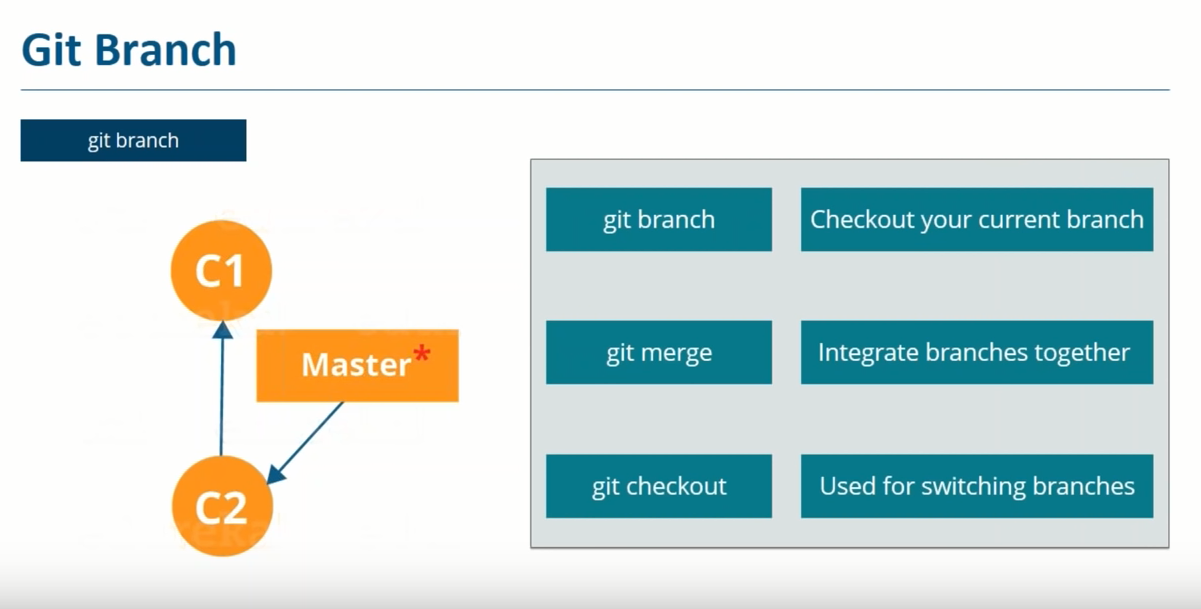 Git Branch
git branch
git branch
Checkout your current branch
C1
Master*
git merge
Integrate branches together
git checkout
Used for switching branches
C2